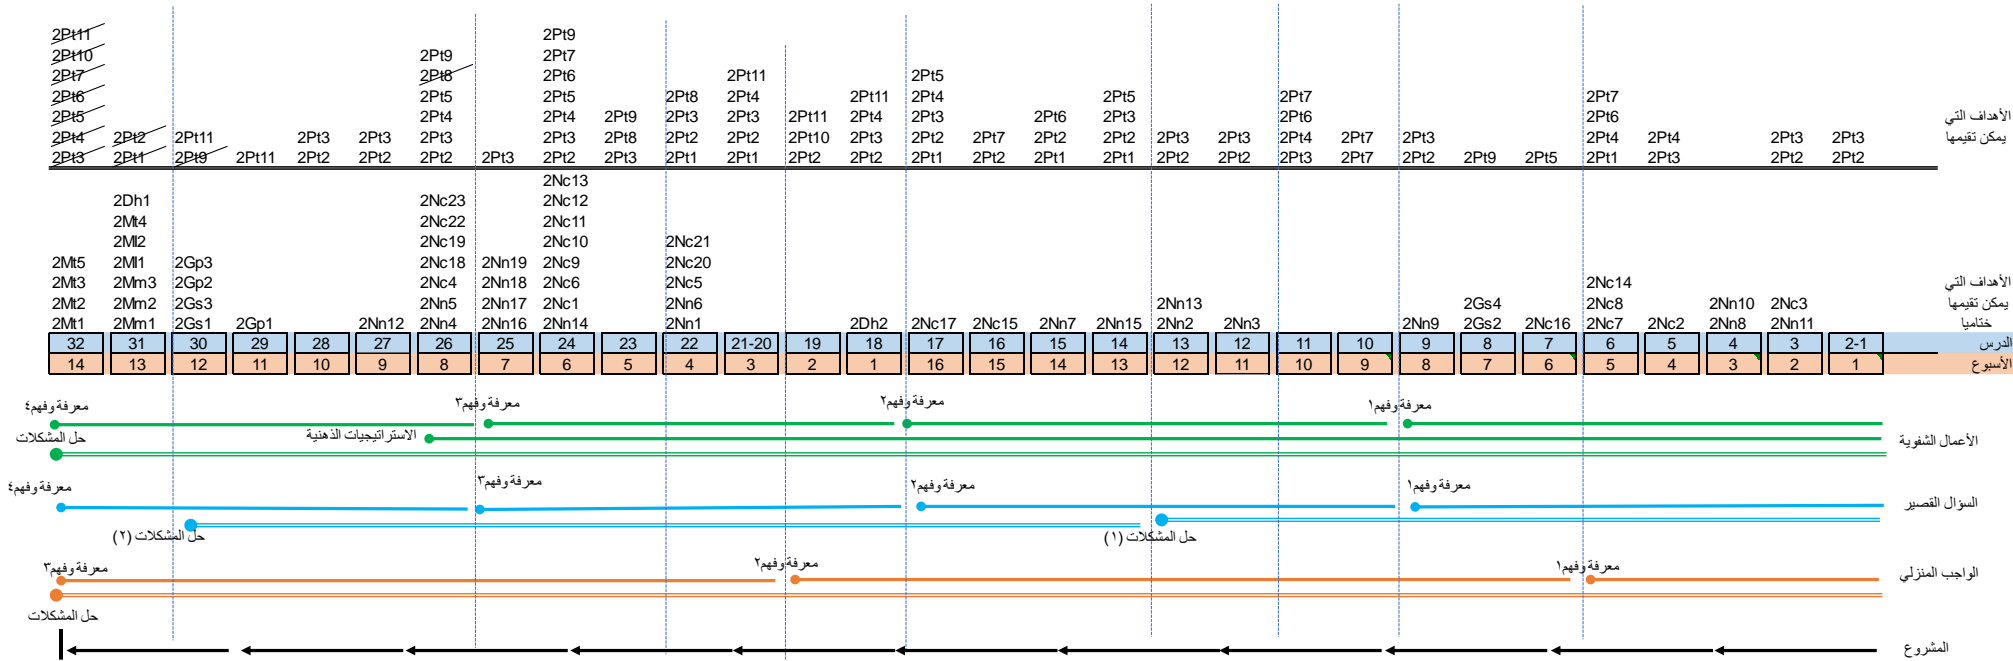 2Pt9 2Pt11
2Pt7 2Pt9 2Pt10
2Pt5 2Pt11 2Pt6 2Pt8 2Pt7
2Pt7 2Pt7 2Pt5 2Pt4 2Pt11 2Pt4 2Pt8 2Pt5 2Pt5 2Pt6
الأهداف التي 2Pt6 2Pt6 2Pt3 2Pt6 2Pt3 2Pt4 2Pt11 2Pt3 2Pt3 2Pt9 2Pt4 2Pt4 2Pt5
يمكن تقيمها 2Pt3 2Pt3 2Pt4 2Pt4 2Pt3 2Pt7 2Pt4 2Pt3 2Pt3 2Pt2 2Pt2 2Pt7 2Pt2 2Pt3 2Pt10 2Pt2 2Pt2 2Pt8 2Pt3 2Pt3 2Pt3 2Pt3 2Pt11 2Pt2 2Pt4
2Pt2 2Pt2 2Pt3 2Pt1 2Pt5 2Pt9 2Pt2 2Pt7 2Pt3 2Pt2 2Pt2 2Pt1 2Pt1 2Pt2 2Pt1 2Pt2 2Pt2 2Pt1 2Pt1 2Pt3 2Pt2 2Pt3 2Pt2 2Pt2 2Pt2 2Pt11 2Pt9 2Pt1 2Pt3
2Nc13
2Nc12 2Nc23 2Dh1
2Nc11 2Nc22 2Mt4
2Nc21 2Nc10 2Nc19 2Ml2
2Nc20 2Nc9 2Nn19 2Nc18 2Gp3 2Ml1 2Mt5
الأهداف التي 2Nc14 2Nc5 2Nc6 2Nn18 2Nc4 2Gp2 2Mm3 2Mt3
يمكن تقيمها 2Nc3 2Nn10 2Nc8 2Gs4 2Nn13 2Nn6 2Nc1 2Nn17 2Nn5 2Gs3 2Mm2 2Mt2
ختاميا 2Nn11 2Nn8 2Nc2 2Nc7 2Nc16 2Gs2 2Nn9 2Nn3 2Nn2 2Nn15 2Nn7 2Nc15 2Nc17 2Dh2 2Nn1 2Nn14 2Nn16 2Nn4 2Nn12 2Gp1 2Gs1 2Mm1 2Mt1
الدرس 2-1 3 4 5 6 7 8 9 10 11 12 13 14 15 16 17 18 19 21-20 22 23 24 25 26 27 28 29 30 31 32
الأسبوع 1 2 3 4 5 6 7 8 9 10 11 12 13 14 15 16 1 2 3 4 5 6 7 8 9 10 11 12 13 14
معرفة وفهم١ معرفة وفهم٢ معرفة وفهم٣ معرفة وفهم٤
الأعمال الشفوية الاستراتيجيات الذهنية حل المشكلات
معرفة وفهم١ معرفة وفهم٢ معرفة وفهم٣ معرفة وفهم٤
السؤال القصير
حل المشكلات (١) حل المشكلات (٢)
معرفة وفهم١ معرفة وفهم٢ معرفة وفهم٣
الواجب المنزلي
حل المشكلات
المشروع